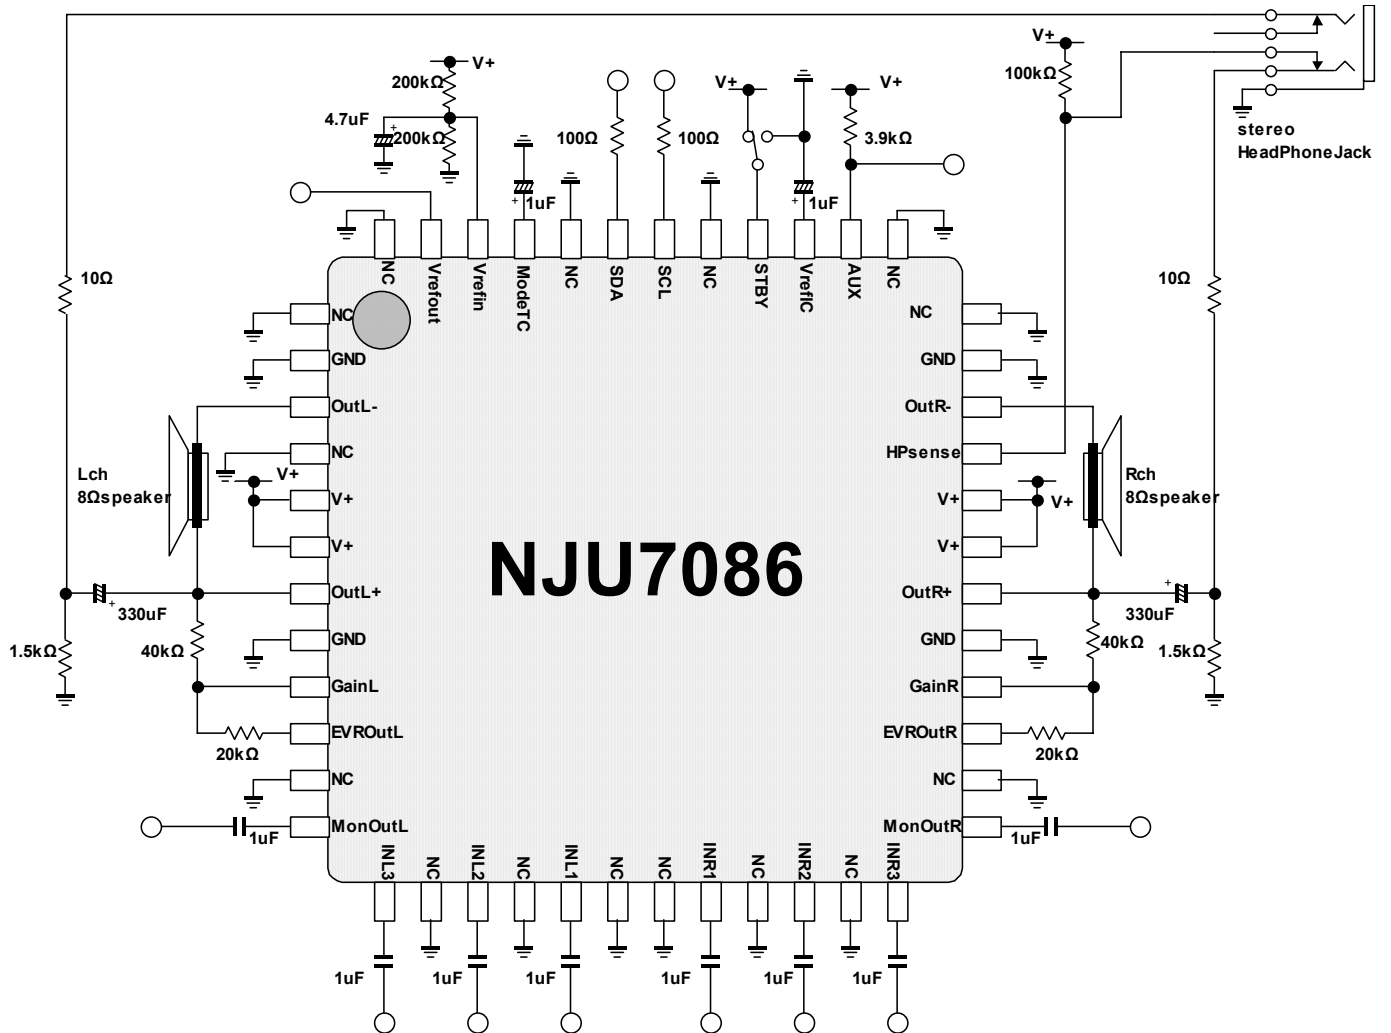 V+
V+
200kΩ
V+
V+
100kΩ
4.7uF
200kΩ
100Ω
100Ω
3.9kΩ
stereo
HeadPhoneJack
1uF
1uF
NC
Vrefout
Vrefin
ModeTC
NC
SDA
SCL
NC
STBY
VrefIC
AUX
NC
10Ω
10Ω
NC
NC
GND
GND
OutL-
OutR-
NC
HPsense
Lch
8Ωspeaker
V+
V+
V+
V+
Rch
8Ωspeaker
V+
V+
NJU7086
OutL+
OutR+
330uF
330uF
GND
GND
1.5kΩ
40kΩ
40kΩ
1.5kΩ
GainL
GainR
EVROutL
EVROutR
20kΩ
20kΩ
NC
NC
MonOutL
MonOutR
1uF
1uF
INL3
NC
INL2
NC
INL1
NC
NC
INR1
NC
INR2
NC
INR3
1uF
1uF
1uF
1uF
1uF
1uF